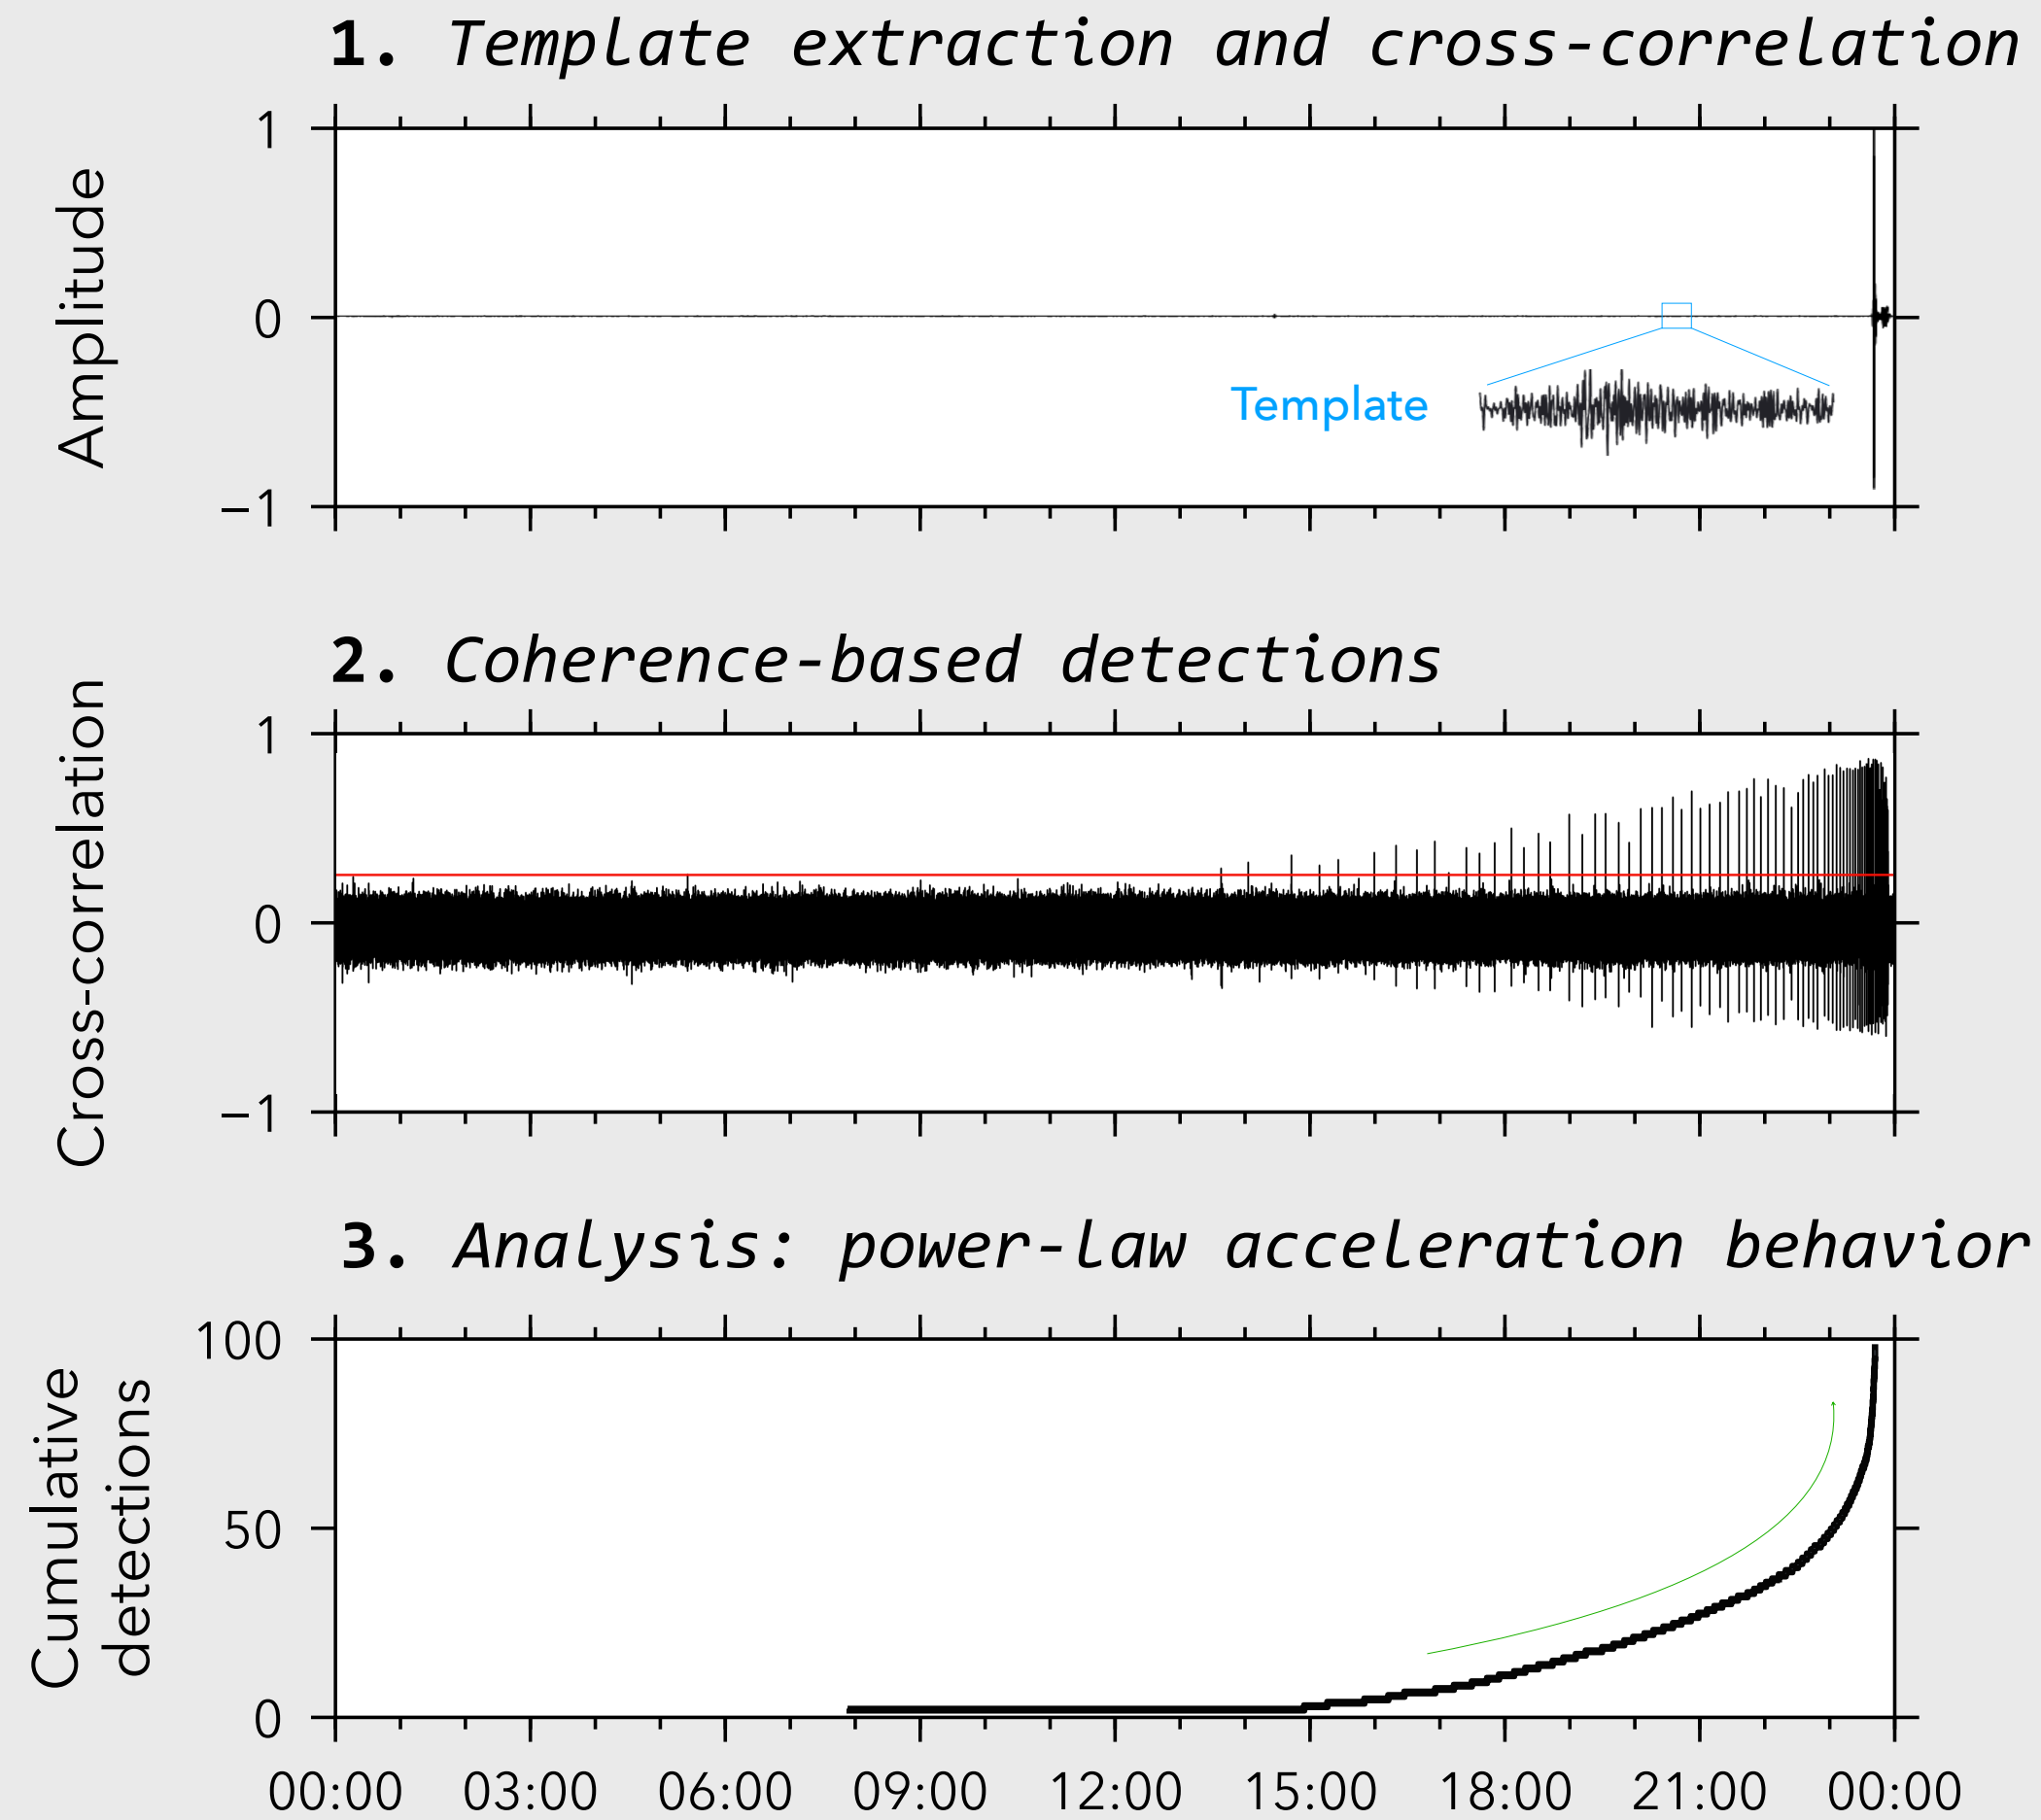 1. Template extraction and cross-correlation
Amplitude
1
0
−1
Template
2. Coherence-based detections
Cross-correlation
1
0
−1
3. Analysis: power-law acceleration behavior
Cumulative
detections
100
50
0
00:00 03:00 06:00 09:00 12:00 15:00 18:00 21:00 00:00